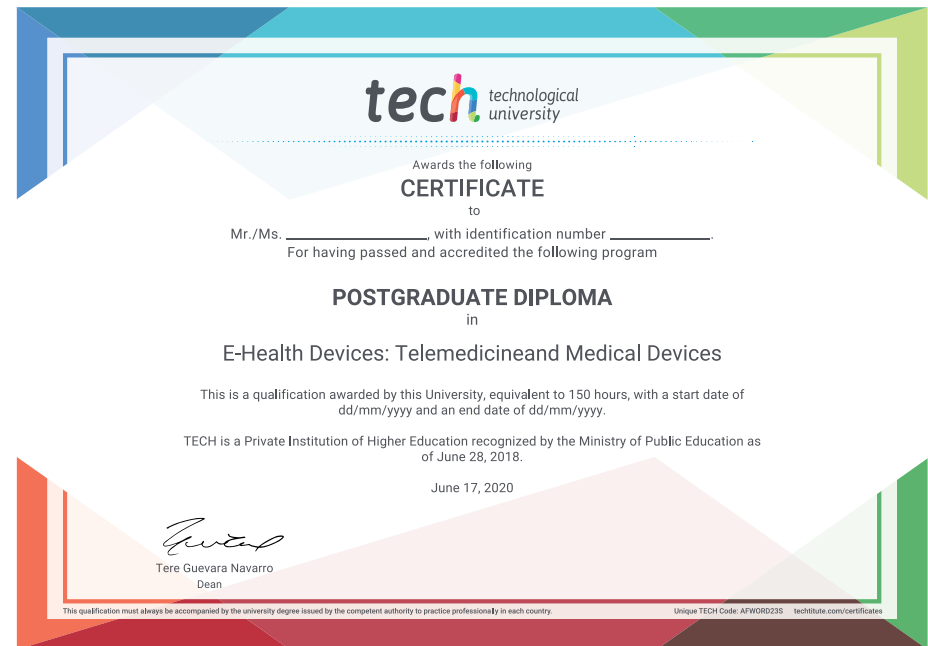 tech technological
university
Awards the following
CERTIFICATE
to
Mr./Ms. ____________________, with identification number ______________.
For having passed and accredited the following program
POSTGRADUATE DIPLOMA
in
E-Health Devices: Telemedicineand Medical Devices
This is a qualification awarded by this University, equivalent to 150 hours, with a start date of
dd/mm/yyyy and an end date of dd/mm/yyyy.
TECH is a Private Institution of Higher Education recognized by the Ministry of Public Education as
of June 28, 2018.
June 17, 2020
Tere Guevara Navarro
Dean
This qualification must always be accompanied by the university degree issued by the competent authority to practice professionally in each country. Unique TECH Code: AFWORD23S techtitute.com/certificates